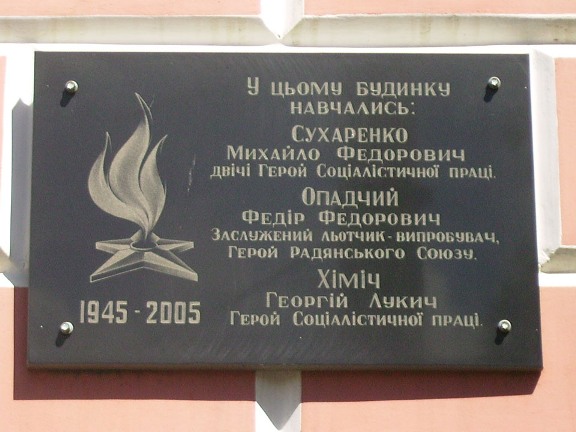 У цьому будинку
навчались:
Сухаренко
Михайло Федорович
двічі Герой Соціалістичної праці.
Опадчий
Федір Федорович
Заслужений льотчик-випробувач,
Герой Радянського Союзу.
Хіміч
Георгій Лукич
Герой Соціалістичної праці.
1945 - 2005